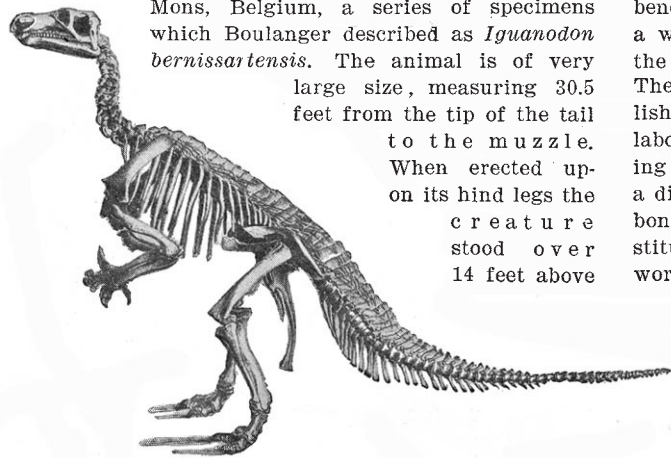 Mons, Belgium, a series of specimens
which Boulanger described as Iguanodon
bernissartensis. The animal is of very
large size, measuring 30.5
feet from the tip of the tail
to the muzzle.
When erected up-
on its hind legs the
creature
stood over
14 feet above
a w
the
The
lish
labo
ing
a di
bon
stitu
wor